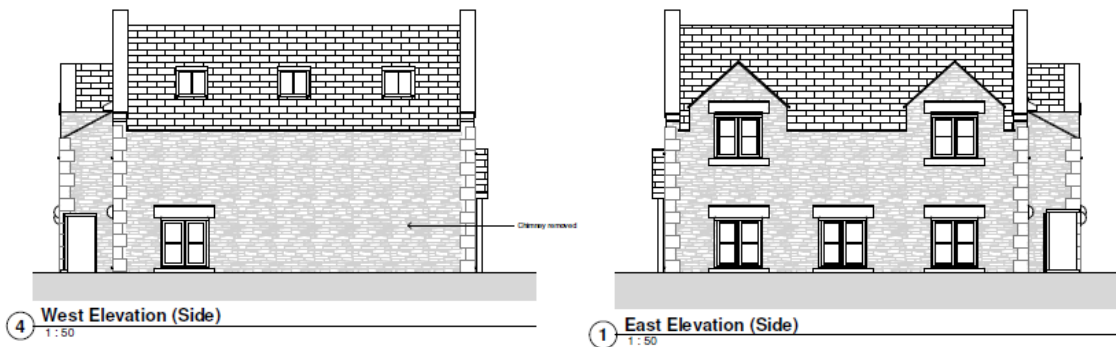 Chimney removed
4
West Elevation (Side)
1 : 50
1
East Elevation (Side)
1 : 50